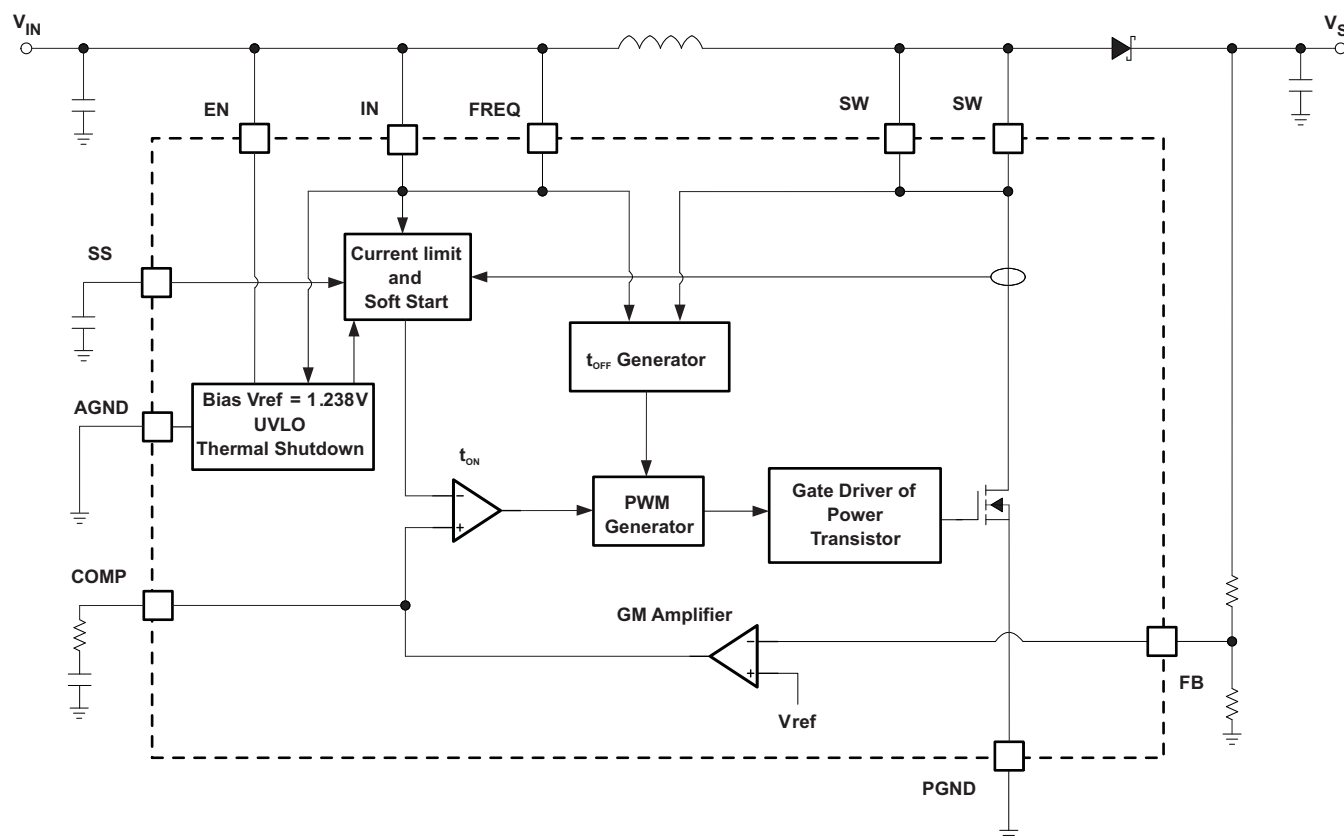 VIN
VS
EN
IN
FREQ
SW
SW
SS
Current limit
and
Soft Start
tOFF Generator
AGND
Bias Vref = 1.238V
UVLO
Thermal Shutdown
tON
−
+
PWM
Generator
Gate Driver of
Power
Transistor
COMP
GM Amplifier
−
+
Vref
FB
PGND